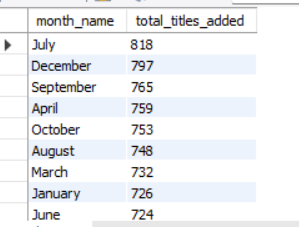 month_name total_titles_added
July 818
December 797
September 765
April 759
October 753
August 748
March 732
January 726
June 724